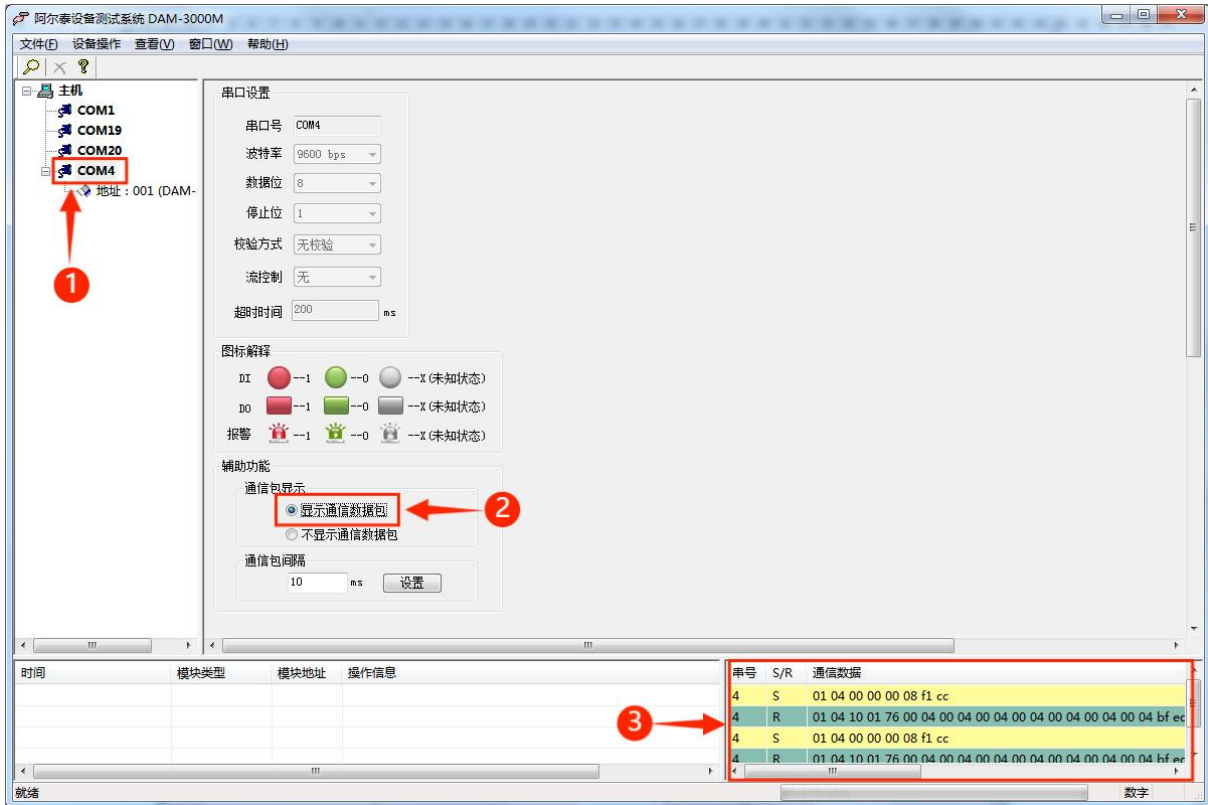 阿尔泰设备测试系统 DAM-3000M
文件(F) 设备操作 查看(V) 窗口(W) 帮助(H)
主机
COM1
COM19
COM20
COM4
地址：001 (DAM-
1
串口设置
串口号 COM4
波特率 9600 bps
数据位 8
停止位 1
校验方式 无校验
流控制 无
超时时间 200 ms
图标解释
DI --1 --0 --X(未知状态)
DO --1 --0 --X(未知状态)
报警 --1 --0 --X(未知状态)
辅助功能
通信包显示
显示通信数据包
2
不显示通信数据包
通信包间隔
10 ms 设置
时间 模块类型 模块地址 操作信息
3
串号 S/R 通信数据
4 S 01 04 00 00 00 08 f1 cc
4 R 01 04 10 01 76 00 04 00 04 00 04 00 04 00 04 00 04 00 04 bf ec
4 S 01 04 00 00 00 08 f1 cc
4 R 01 04 10 01 76 00 04 00 04 00 04 00 04 00 04 00 04 00 04 bf ec
就绪
数字